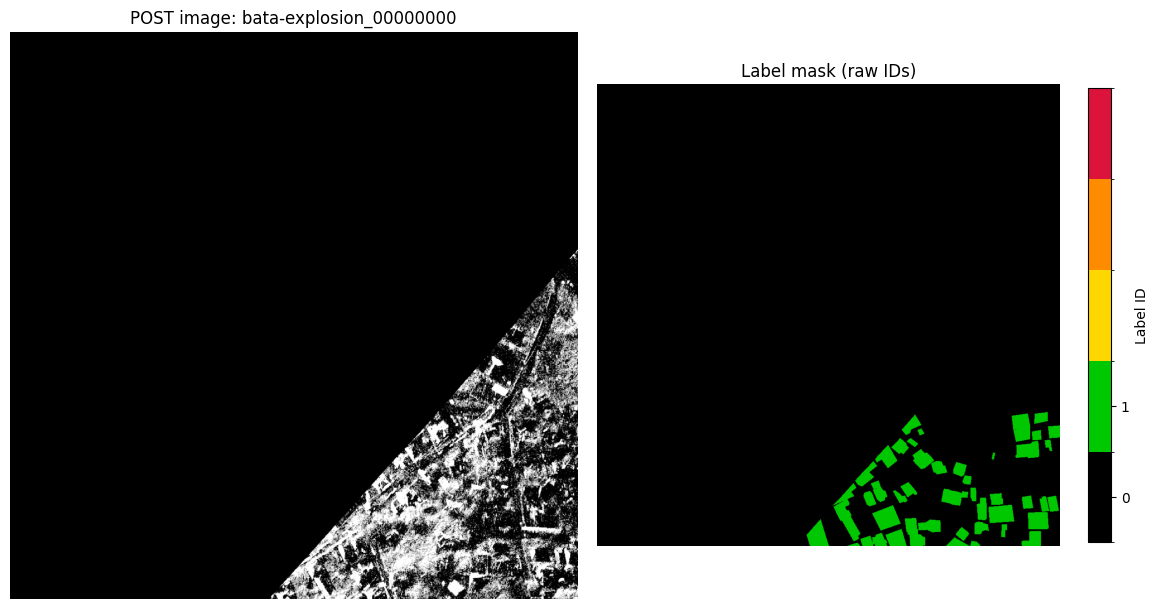 POST image: bata-explosion_00000000
Label mask (raw IDs)
1
0
Label ID